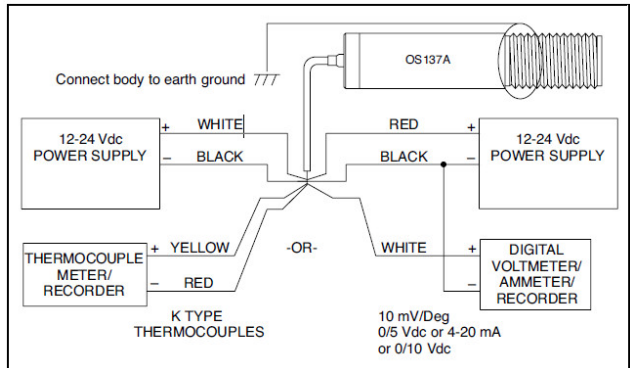 OS137A
Connect body to earth ground
12-24 Vdc
POWER SUPPLY
+ WHITE
- BLACK
RED +
BLACK -
12-24 Vdc
POWER SUPPLY
THERMOCOUPLE
METER/
RECORDER
+ YELLOW
- RED
-OR-
WHITE +
-
DIGITAL
VOLTMETER/
AMMETER/
RECORDER
K TYPE
THERMOCOUPLES
10 mV/Deg
0/5 Vdc or 4-20 mA
or 0/10 Vdc